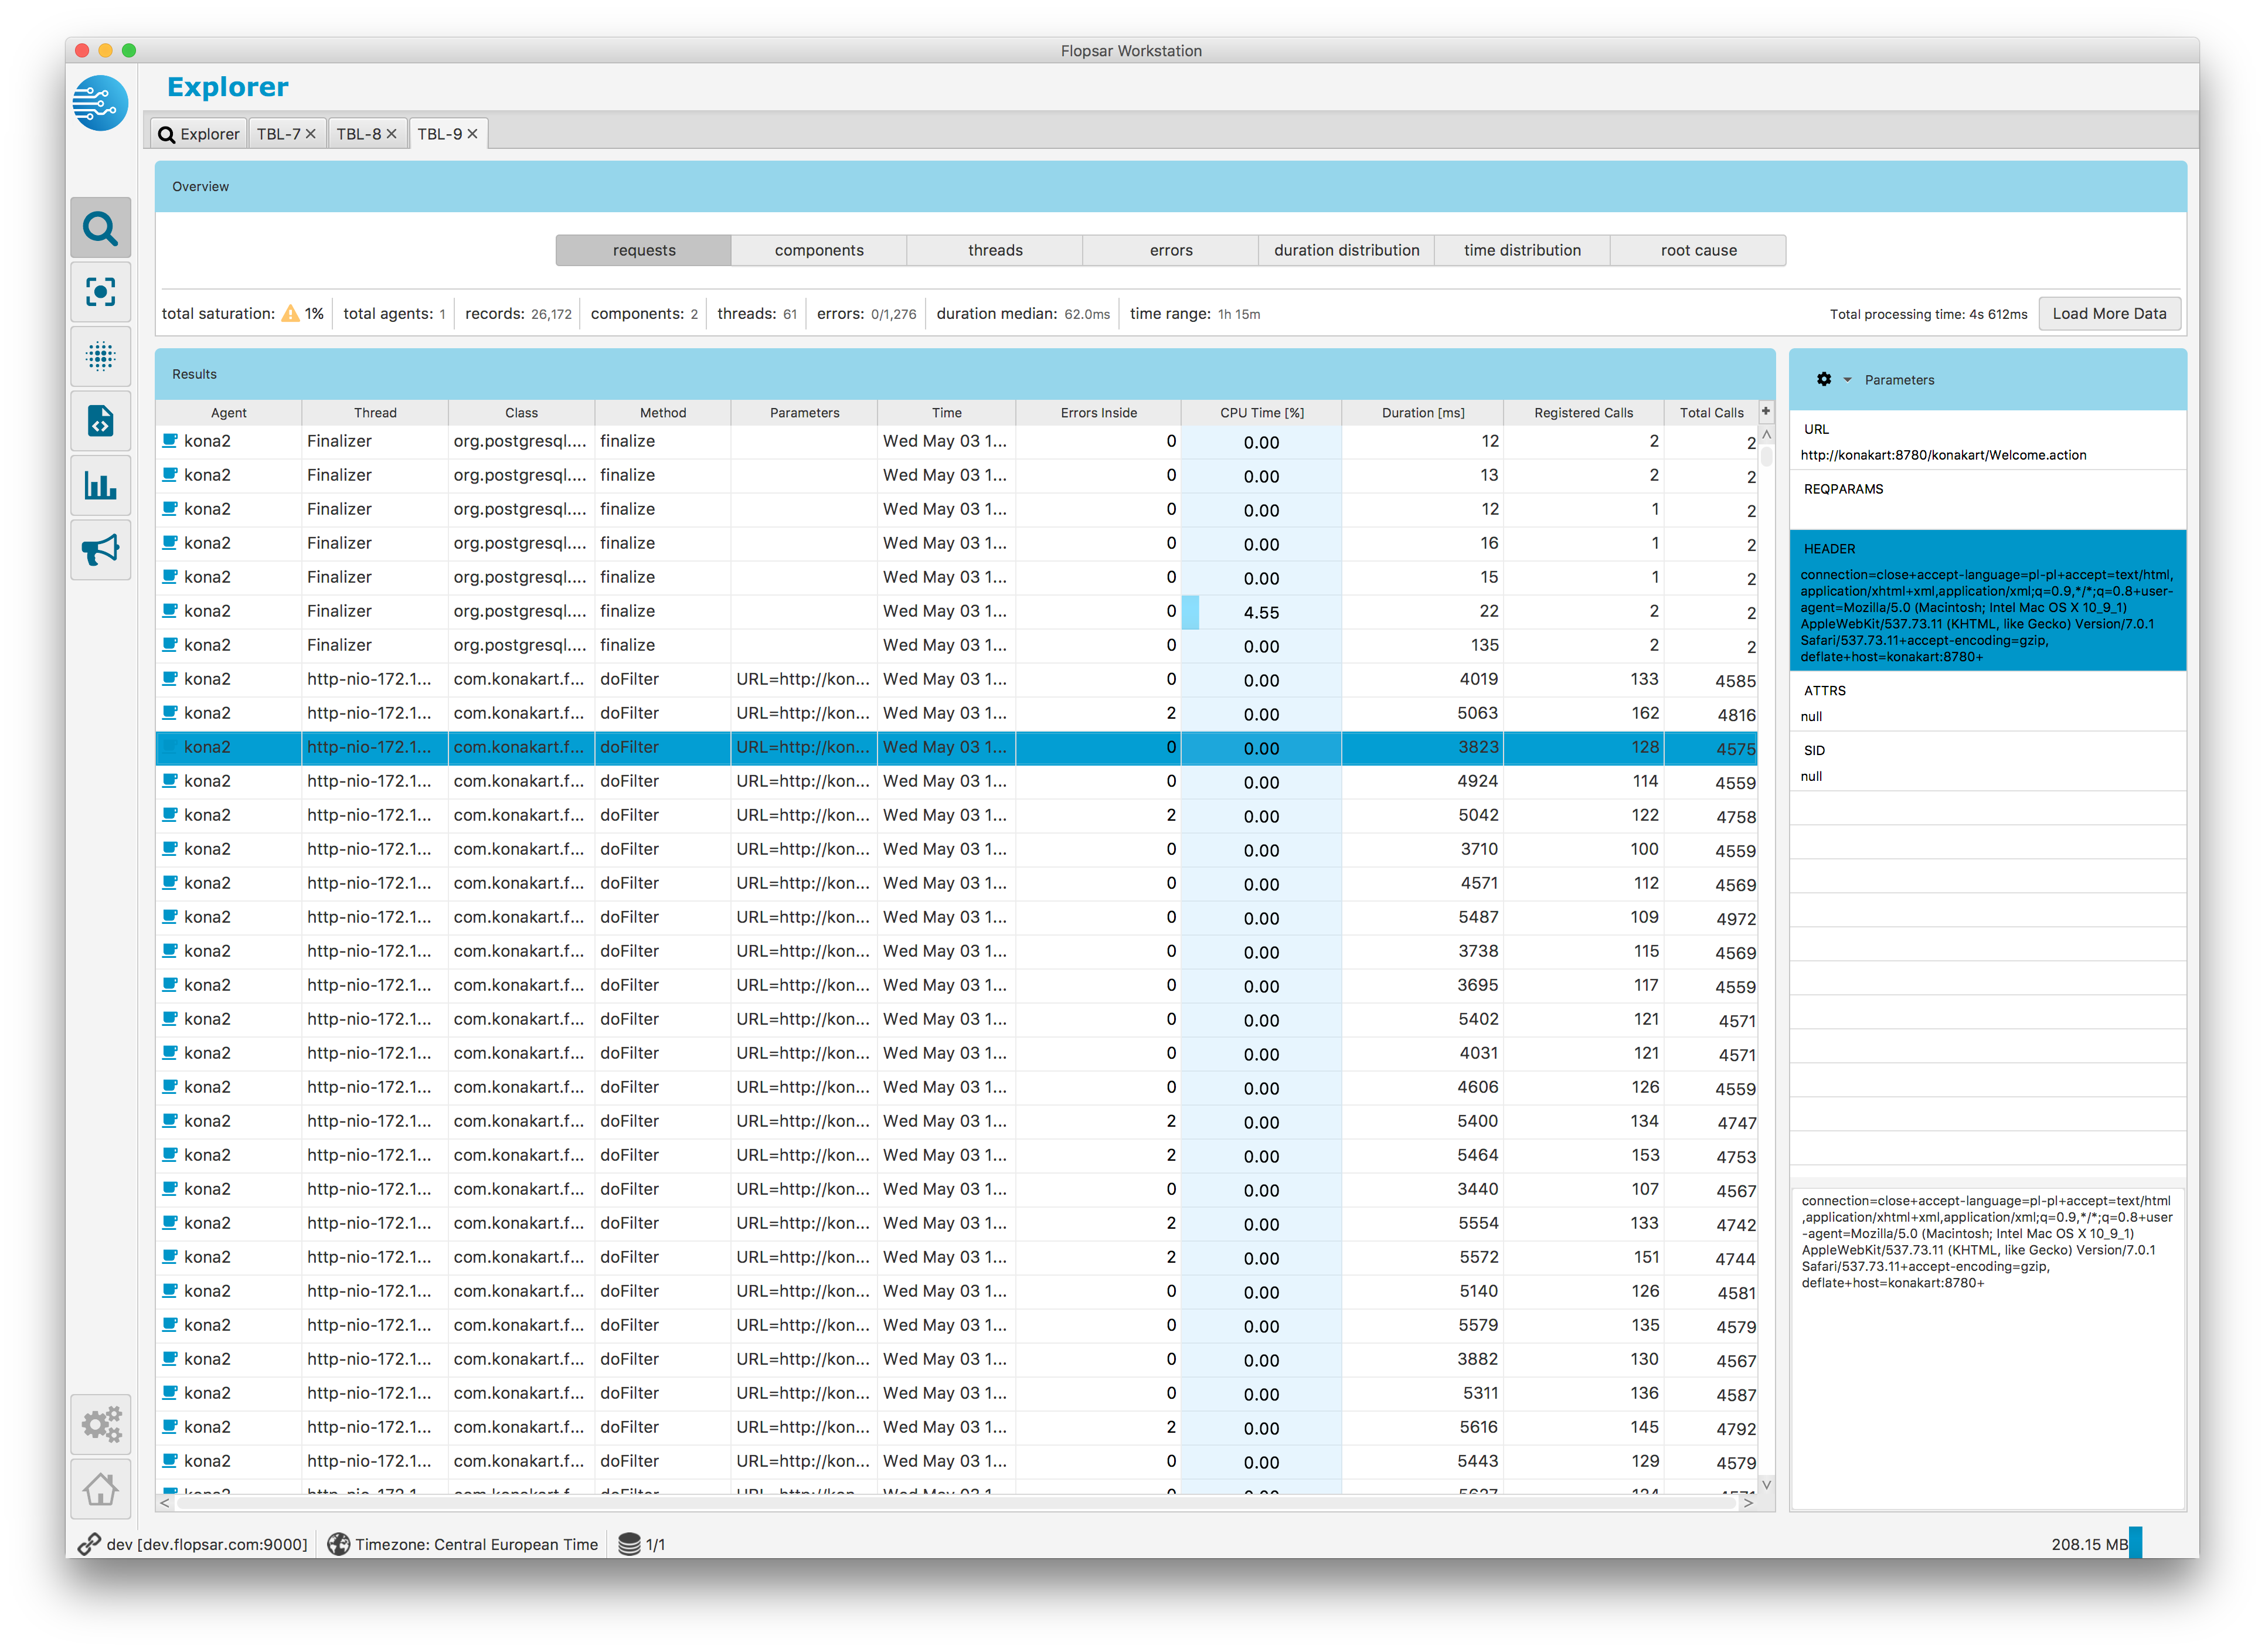 Flopsar Workstation
Explorer
Explorer TBL-7 TBL-8 TBL-9
Overview
requests components threads errors duration distribution time distribution root cause
total saturation: 1% total agents: 1 records: 26,172 components: 2 threads: 61 errors: 0/1,276 duration median: 62.0ms time range: 1h 15m Total processing time: 4s 612ms Load More Data
Results
Agent Thread Class Method Parameters Time Errors Inside CPU Time [%] Duration [ms] Registered Calls Total Calls +
kona2 Finalizer org.postgresql.... finalize Wed May 03 1... 0 0.00 12 2 2
kona2 Finalizer org.postgresql.... finalize Wed May 03 1... 0 0.00 13 2 2
kona2 Finalizer org.postgresql.... finalize Wed May 03 1... 0 0.00 12 1 2
kona2 Finalizer org.postgresql.... finalize Wed May 03 1... 0 0.00 16 1 2
kona2 Finalizer org.postgresql.... finalize Wed May 03 1... 0 0.00 15 1 2
kona2 Finalizer org.postgresql.... finalize Wed May 03 1... 0 4.55 22 2 2
kona2 Finalizer org.postgresql.... finalize Wed May 03 1... 0 0.00 135 2 2
kona2 http-nio-172.1... com.konakart.f... doFilter URL=http://kon... Wed May 03 1... 0 0.00 4019 133 4585
kona2 http-nio-172.1... com.konakart.f... doFilter URL=http://kon... Wed May 03 1... 2 0.00 5063 162 4816
kona2 http-nio-172.1... com.konakart.f... doFilter URL=http://kon... Wed May 03 1... 0 0.00 3823 128 4575
kona2 http-nio-172.1... com.konakart.f... doFilter URL=http://kon... Wed May 03 1... 0 0.00 4924 114 4559
kona2 http-nio-172.1... com.konakart.f... doFilter URL=http://kon... Wed May 03 1... 2 0.00 5042 122 4758
kona2 http-nio-172.1... com.konakart.f... doFilter URL=http://kon... Wed May 03 1... 0 0.00 3710 100 4559
kona2 http-nio-172.1... com.konakart.f... doFilter URL=http://kon... Wed May 03 1... 0 0.00 4571 112 4569
kona2 http-nio-172.1... com.konakart.f... doFilter URL=http://kon... Wed May 03 1... 0 0.00 5487 109 4972
kona2 http-nio-172.1... com.konakart.f... doFilter URL=http://kon... Wed May 03 1... 0 0.00 3738 115 4569
kona2 http-nio-172.1... com.konakart.f... doFilter URL=http://kon... Wed May 03 1... 0 0.00 3695 117 4559
kona2 http-nio-172.1... com.konakart.f... doFilter URL=http://kon... Wed May 03 1... 0 0.00 5402 121 4571
kona2 http-nio-172.1... com.konakart.f... doFilter URL=http://kon... Wed May 03 1... 0 0.00 4031 121 4571
kona2 http-nio-172.1... com.konakart.f... doFilter URL=http://kon... Wed May 03 1... 0 0.00 4606 126 4559
kona2 http-nio-172.1... com.konakart.f... doFilter URL=http://kon... Wed May 03 1... 2 0.00 5400 134 4747
kona2 http-nio-172.1... com.konakart.f... doFilter URL=http://kon... Wed May 03 1... 2 0.00 5464 153 4753
kona2 http-nio-172.1... com.konakart.f... doFilter URL=http://kon... Wed May 03 1... 0 0.00 3440 107 4567
kona2 http-nio-172.1... com.konakart.f... doFilter URL=http://kon... Wed May 03 1... 2 0.00 5554 133 4742
kona2 http-nio-172.1... com.konakart.f... doFilter URL=http://kon... Wed May 03 1... 2 0.00 5572 151 4744
kona2 http-nio-172.1... com.konakart.f... doFilter URL=http://kon... Wed May 03 1... 0 0.00 5140 126 4581
kona2 http-nio-172.1... com.konakart.f... doFilter URL=http://kon... Wed May 03 1... 0 0.00 5579 135 4579
kona2 http-nio-172.1... com.konakart.f... doFilter URL=http://kon... Wed May 03 1... 0 0.00 3882 130 4567
kona2 http-nio-172.1... com.konakart.f... doFilter URL=http://kon... Wed May 03 1... 0 0.00 5311 136 4587
kona2 http-nio-172.1... com.konakart.f... doFilter URL=http://kon... Wed May 03 1... 2 0.00 5616 145 4792
kona2 http-nio-172.1... com.konakart.f... doFilter URL=http://kon... Wed May 03 1... 0 0.00 5443 129 4579
Parameters
URL
http://konakart:8780/konakart/Welcome.action
REQPARAMS
HEADER
connection=close+accept-language=pl-pl+accept=text/html,
application/xhtml+xml,application/xml;q=0.9,*/*;q=0.8+user-
agent=Mozilla/5.0 (Macintosh; Intel Mac OS X 10_9_1)
AppleWebKit/537.73.11 (KHTML, like Gecko) Version/7.0.1
Safari/537.73.11+accept-encoding=gzip,
deflate+host=konakart:8780+
ATTRS
null
SID
null
connection=close+accept-language=pl-pl+accept=text/html
,application/xhtml+xml,application/xml;q=0.9,*/*;q=0.8+user
-agent=Mozilla/5.0 (Macintosh; Intel Mac OS X 10_9_1)
AppleWebKit/537.73.11 (KHTML, like Gecko) Version/7.0.1
Safari/537.73.11+accept-encoding=gzip,
deflate+host=konakart:8780+
dev [dev.flopsar.com:9000] Timezone: Central European Time 1/1 208.15 MB